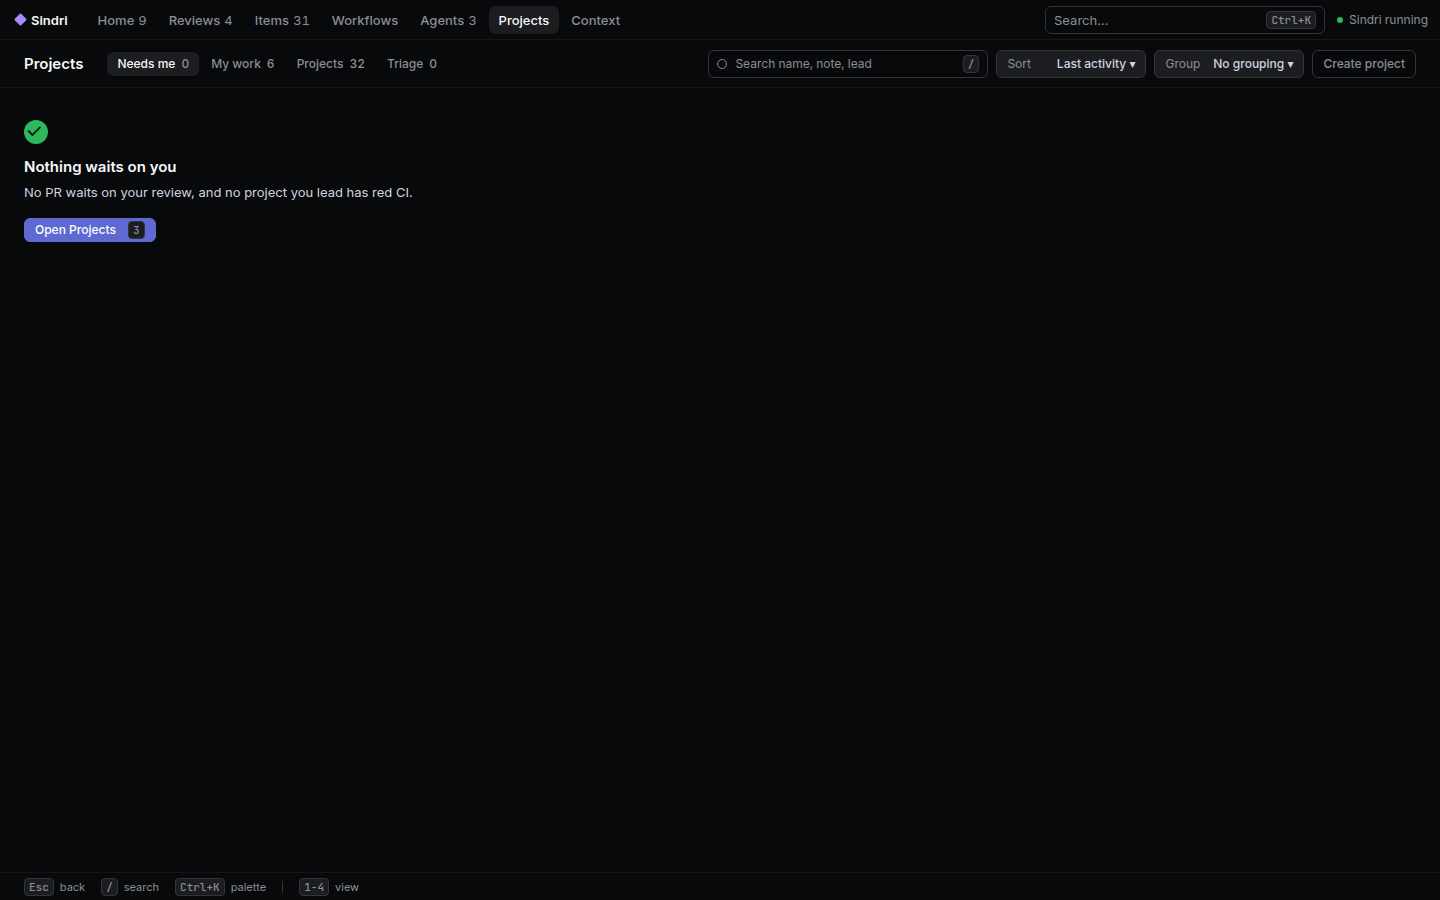 Sindri Home 9 Reviews 4 Items 31 Workflows Agents 3 Projects Context Search... Ctrl+K Sindri running
Projects Needs me 0 My work 6 Projects 32 Triage 0 Search name, note, lead / Sort Last activity ▾ Group No grouping ▾ Create project
Nothing waits on you
No PR waits on your review, and no project you lead has red CI.
Open Projects 3
Esc back / search Ctrl+K palette 1-4 view